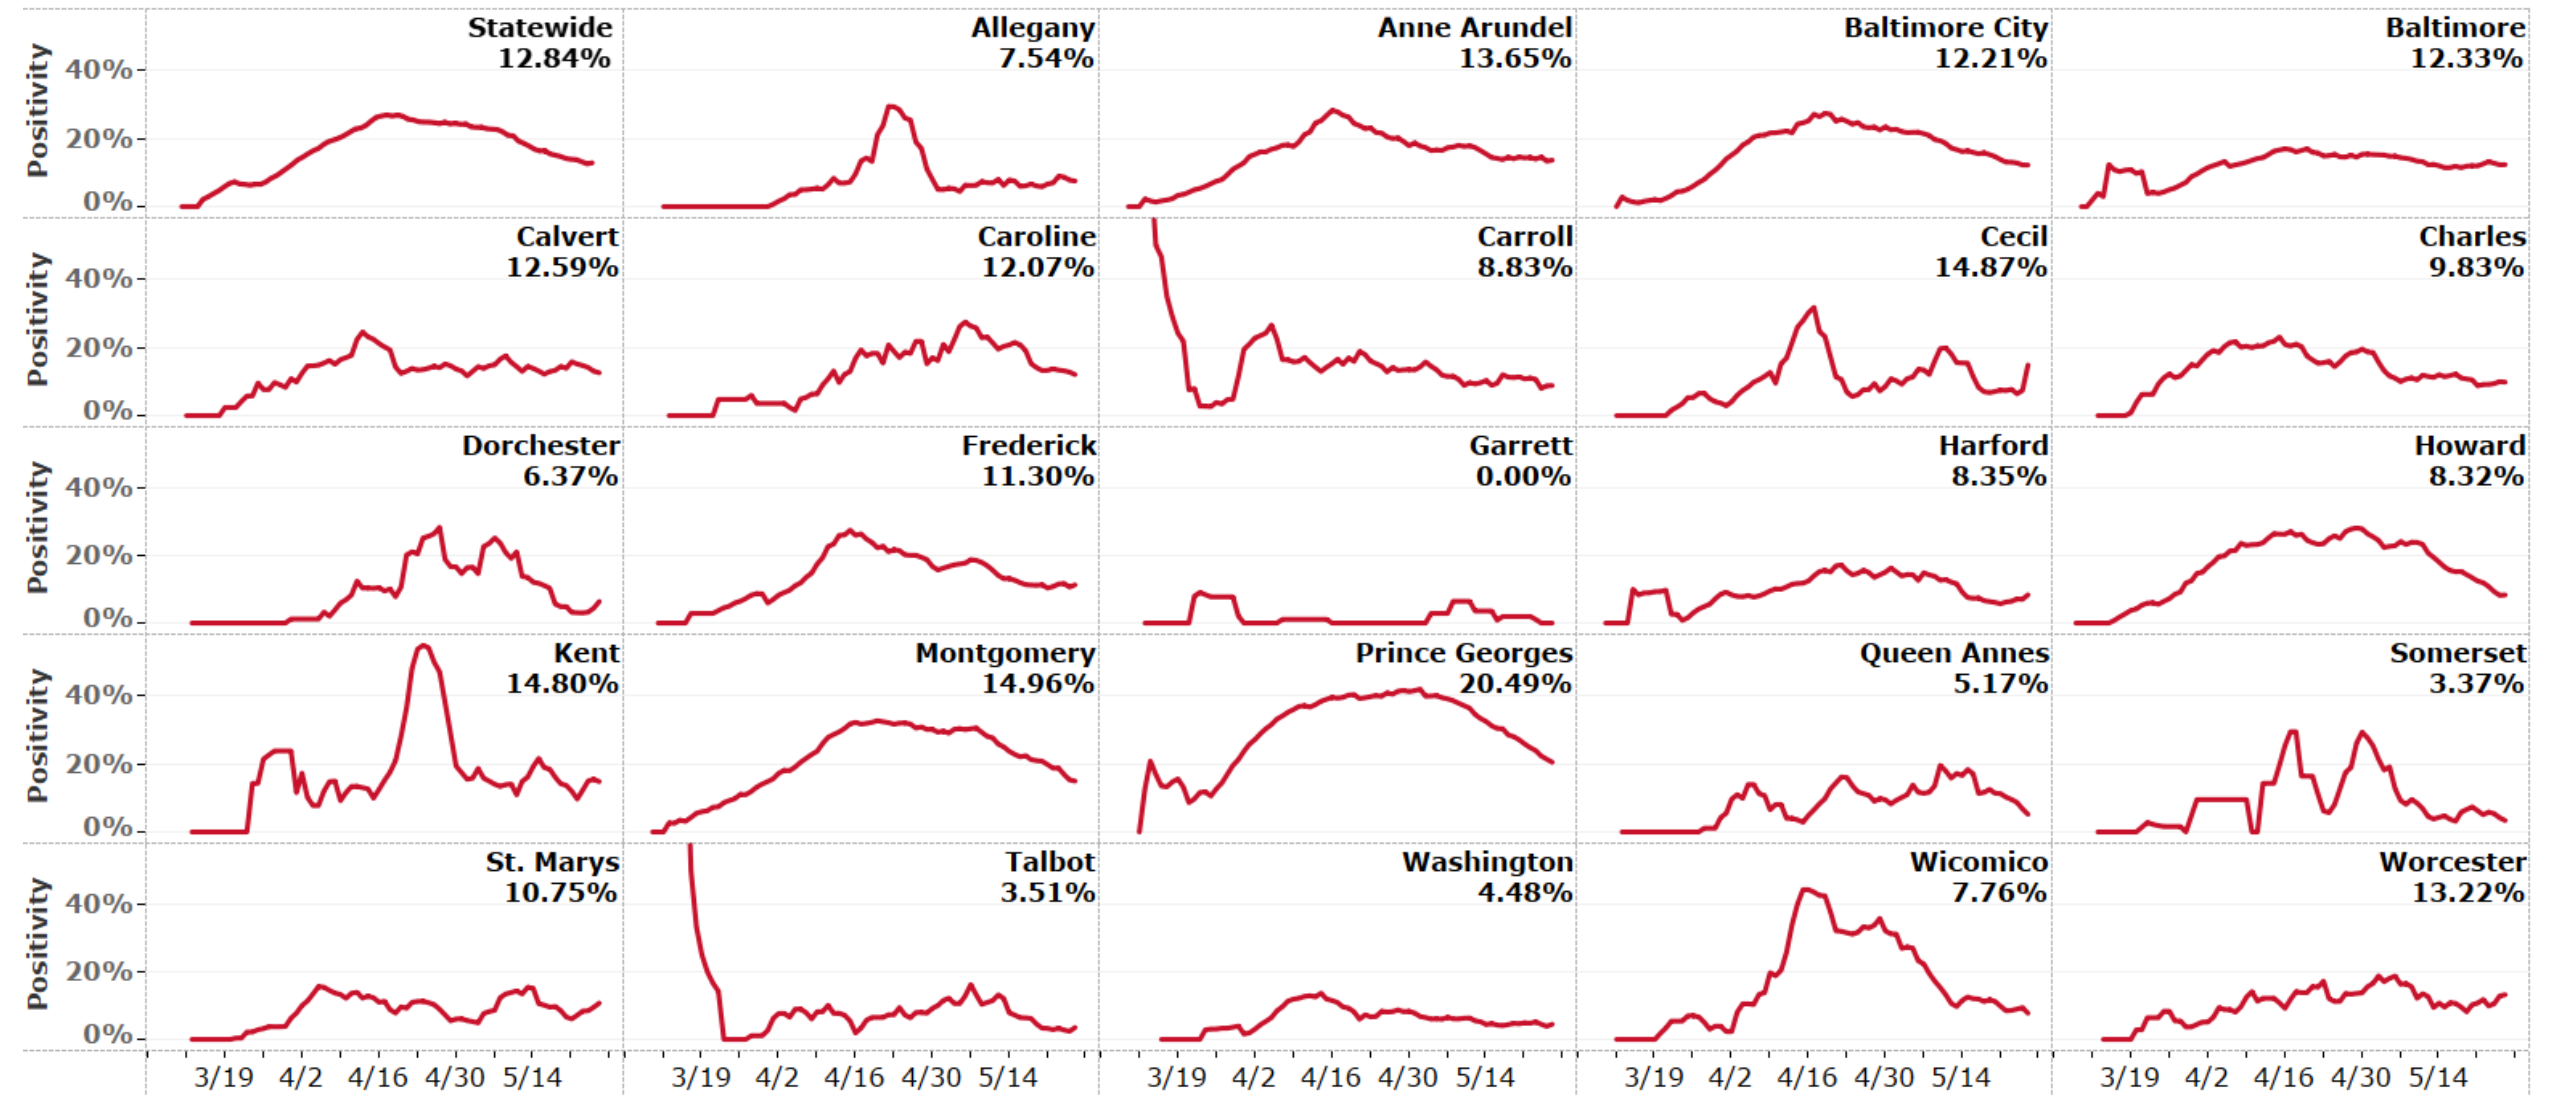 Statewide
12.84%
Allegany
7.54%
Anne Arundel
13.65%
Baltimore City
12.21%
Baltimore
12.33%
Positivity
40%
20%
0%
Calvert
12.59%
Caroline
12.07%
Carroll
8.83%
Cecil
14.87%
Charles
9.83%
Positivity
40%
20%
0%
Dorchester
6.37%
Frederick
11.30%
Garrett
0.00%
Harford
8.35%
Howard
8.32%
Positivity
40%
20%
0%
Kent
14.80%
Montgomery
14.96%
Prince Georges
20.49%
Queen Annes
5.17%
Somerset
3.37%
Positivity
40%
20%
0%
St. Marys
10.75%
Talbot
3.51%
Washington
4.48%
Wicomico
7.76%
Worcester
13.22%
Positivity
40%
20%
0%
3/19 4/2 4/16 4/30 5/14
3/19 4/2 4/16 4/30 5/14
3/19 4/2 4/16 4/30 5/14
3/19 4/2 4/16 4/30 5/14
3/19 4/2 4/16 4/30 5/14